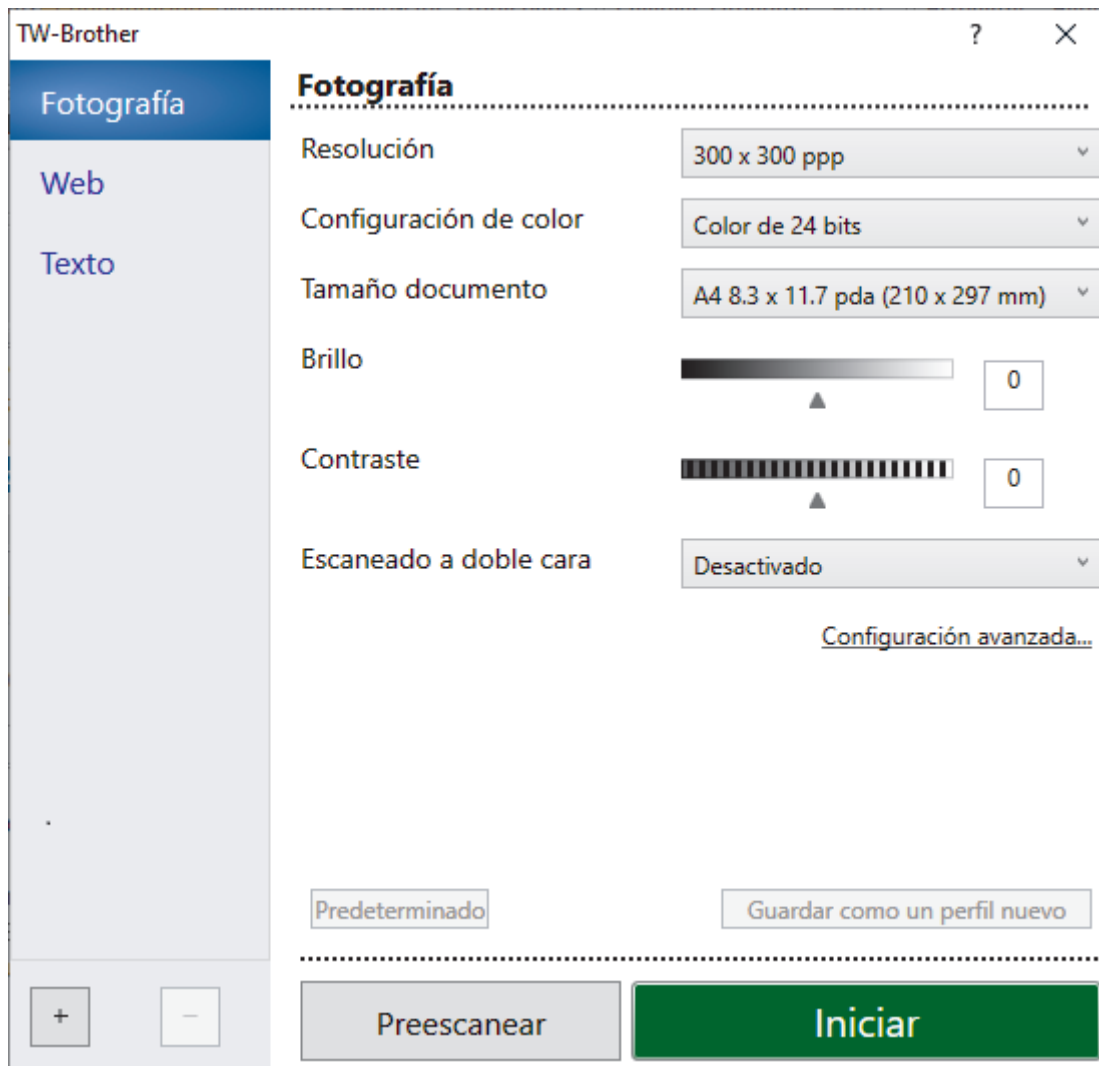 TW-Brother
?
Fotografía
Web
Texto
Fotografía
Resolución
300 x 300 ppp
Configuración de color
Color de 24 bits
Tamaño documento
A4 8.3 x 11.7 pda (210 x 297 mm)
Brillo
0
Contraste
0
Escaneado a doble cara
Desactivado
Configuración avanzada...
.
Predeterminado
Guardar como un perfil nuevo
+
−
Preescanear
Iniciar